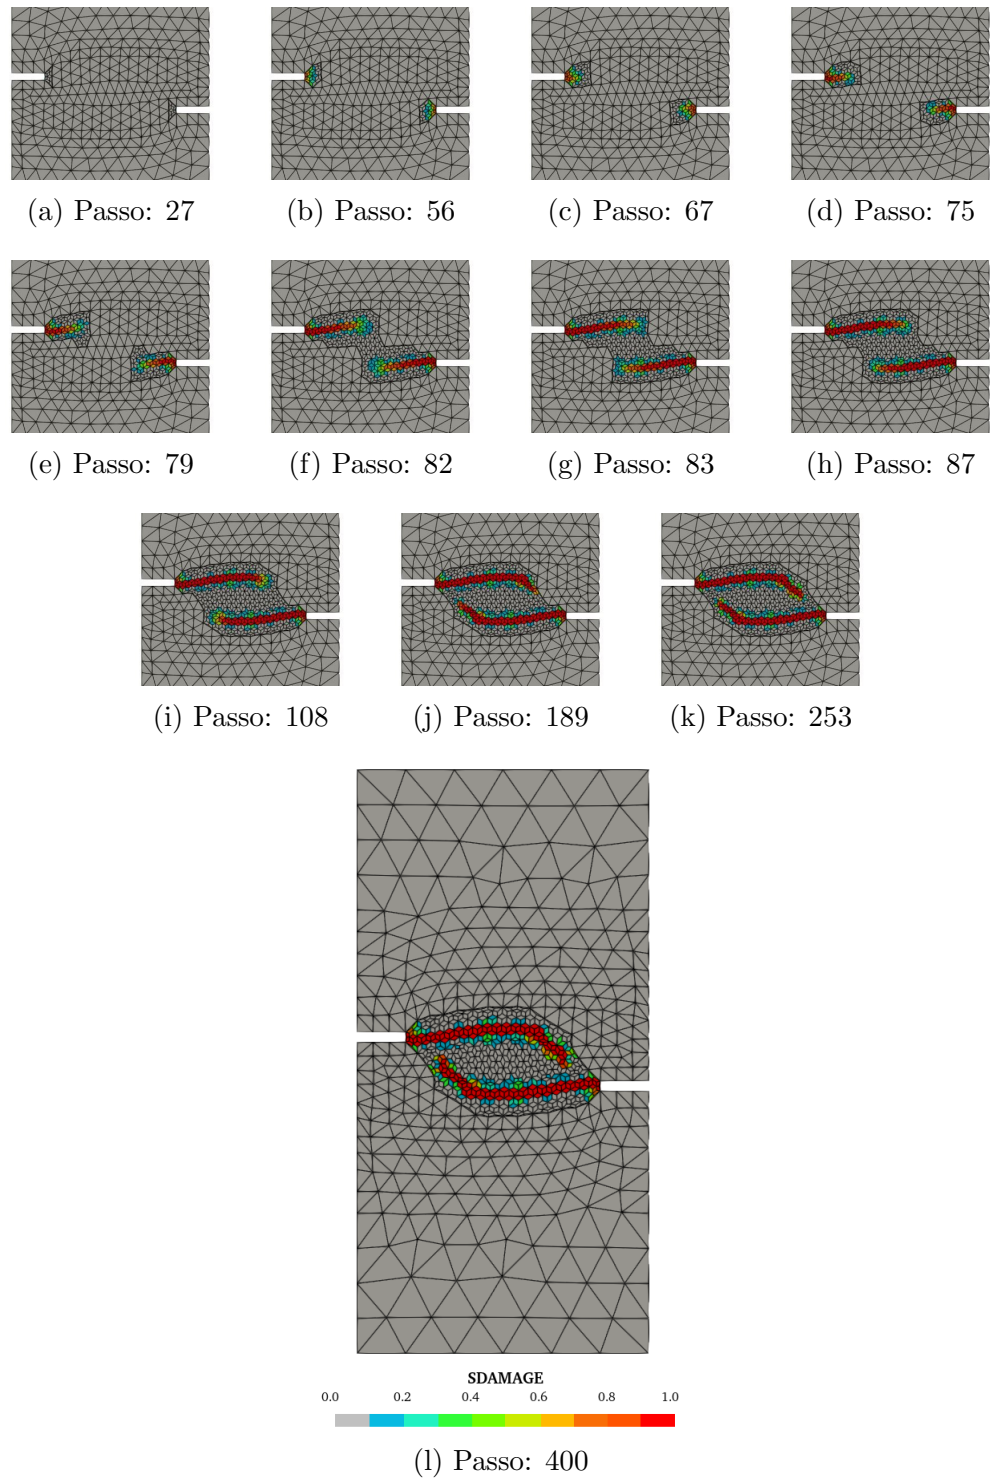 (a) Passo: 27
(b) Passo: 56
(c) Passo: 67
(d) Passo: 75
(e) Passo: 79
(f) Passo: 82
(g) Passo: 83
(h) Passo: 87
(i) Passo: 108
(j) Passo: 189
(k) Passo: 253
SDAMAGE
0.0 0.2 0.4 0.6 0.8 1.0
(l) Passo: 400